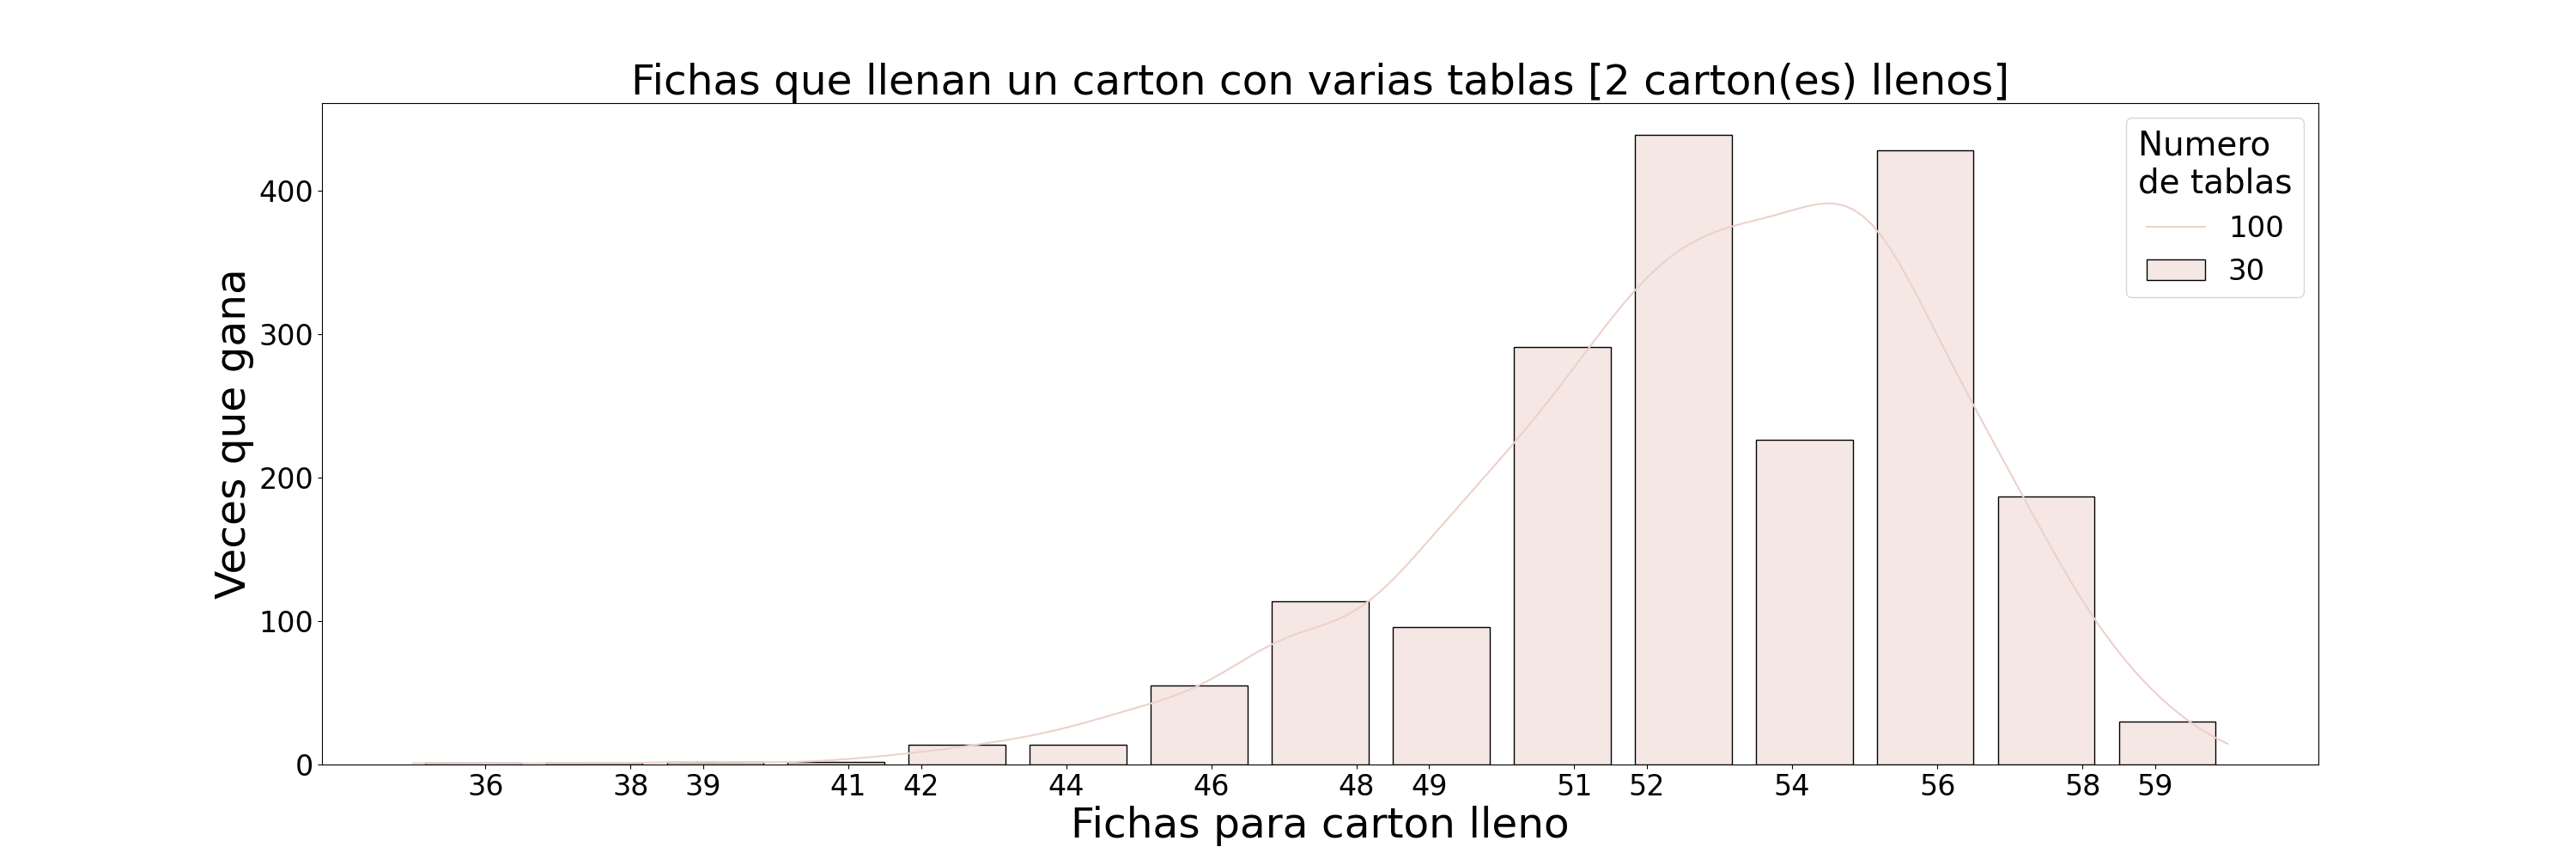 Fichas que llenan un carton con varias tablas [2 carton(es) llenos]
Numero
de tablas
100
30
Veces que gana
400
300
200
100
0
36 38 39 41 42 44 46 48 49 51 52 54 56 58 59
Fichas para carton lleno